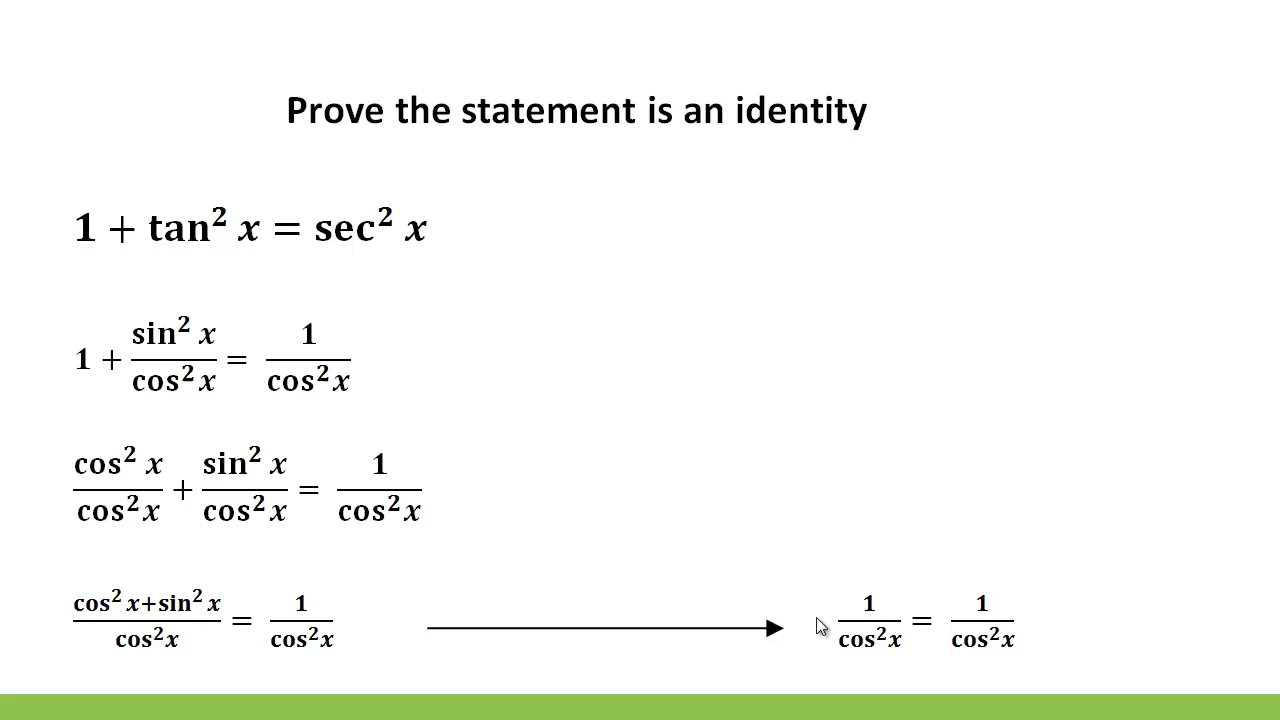 Prove the statement is an identity
1 + tan² x = sec² x
1 + sin² x / cos² x = 1 / cos² x
cos² x / cos² x + sin² x / cos² x = 1 / cos² x
cos² x+sin² x / cos² x = 1 / cos² x 1 / cos² x = 1 / cos² x